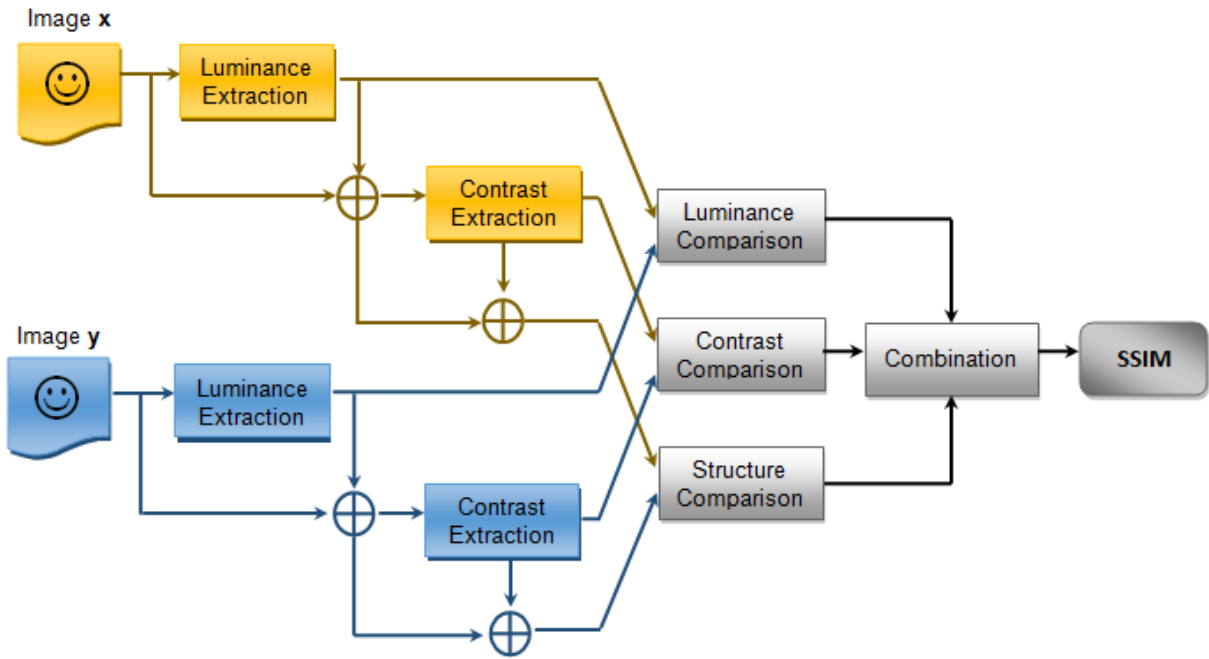 Image x
Luminance
Extraction
Contrast
Extraction
Luminance
Comparison
Image y
Luminance
Extraction
Contrast
Comparison
Combination
SSIM
Contrast
Extraction
Structure
Comparison